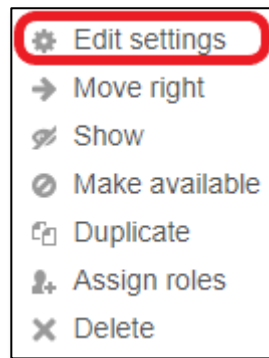 Edit settings
Move right
Show
Make available
Duplicate
Assign roles
Delete